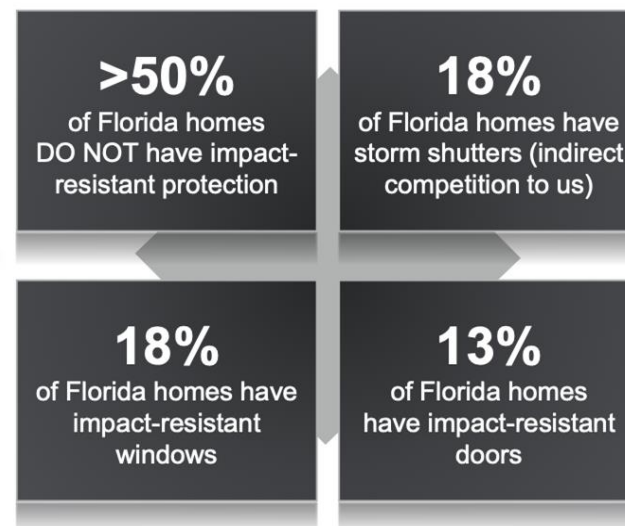 >50%
of Florida homes
DO NOT have impact-
resistant protection
18%
of Florida homes have
storm shutters (indirect
competition to us)
18%
of Florida homes have
impact-resistant
windows
13%
of Florida homes
have impact-resistant
doors